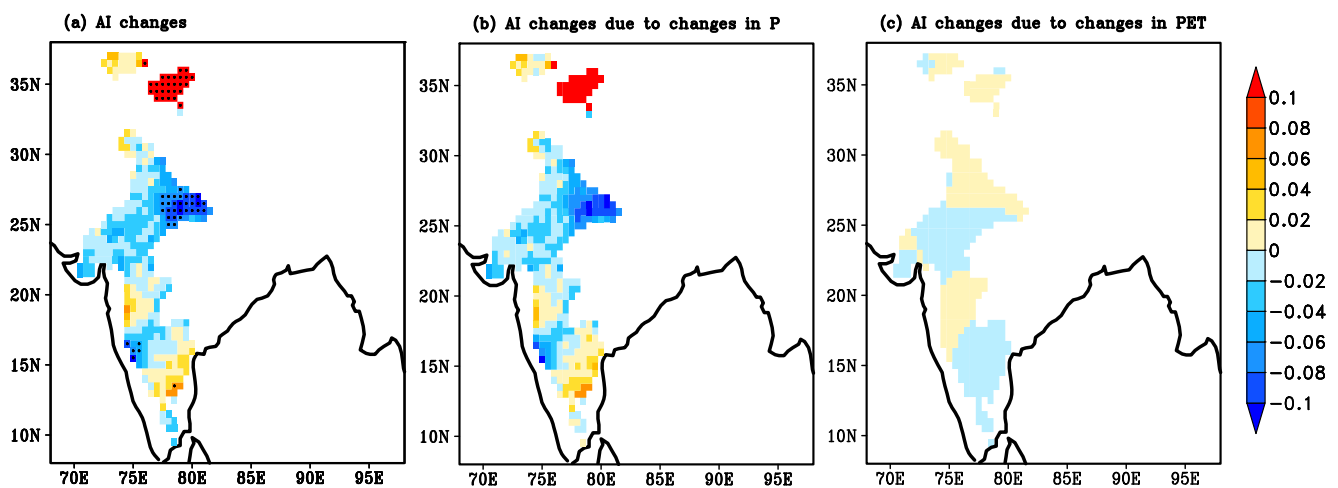 (a) AI changes
(b) AI changes due to changes in P
(c) AI changes due to changes in PET
35N
30N
25N
20N
15N
10N
70E 75E 80E 85E 90E 95E
35N
30N
25N
20N
15N
10N
70E 75E 80E 85E 90E 95E
35N
30N
25N
20N
15N
10N
70E 75E 80E 85E 90E 95E
0.1
0.08
0.06
0.04
0.02
0
-0.02
-0.04
-0.06
-0.08
-0.1